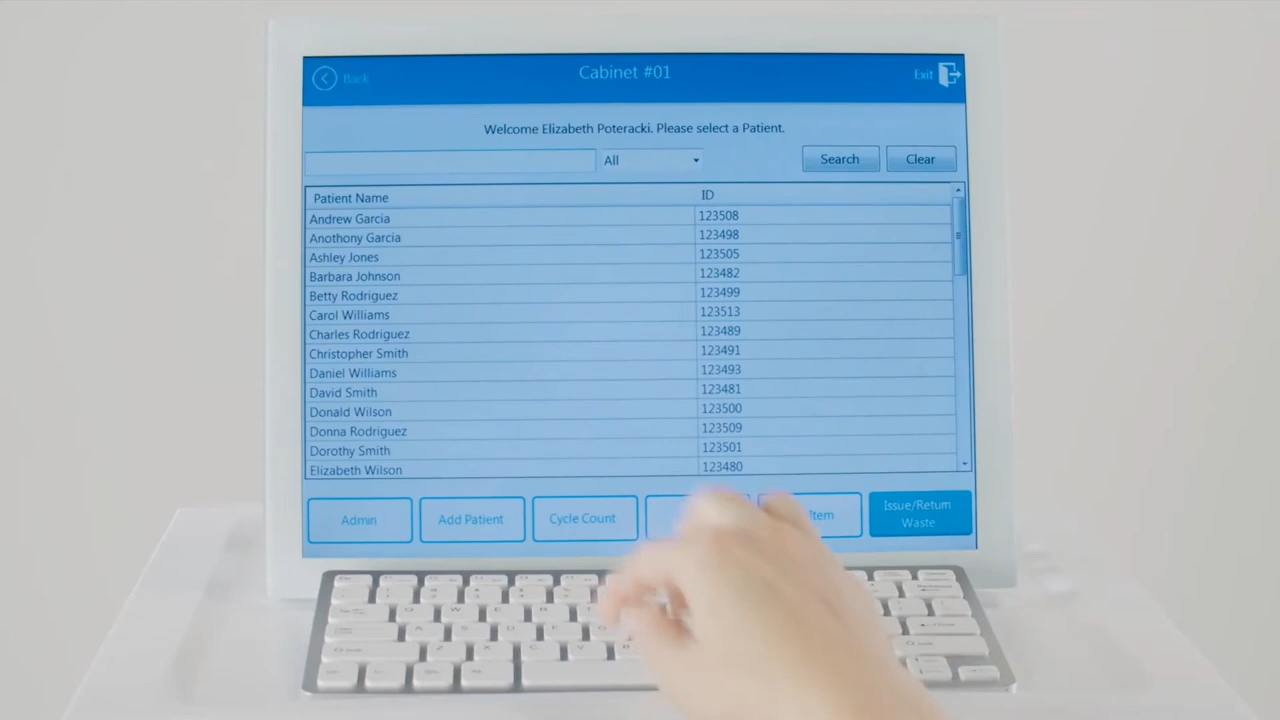 Back
Cabinet #01
Exit
Welcome Elizabeth Poteracki. Please select a Patient.
All
Search
Clear
Patient Name ID
Andrew Garcia 123508
Anothony Garcia 123498
Ashley Jones 123505
Barbara Johnson 123482
Betty Rodriguez 123499
Carol Williams 123513
Charles Rodriguez 123489
Christopher Smith 123491
Daniel Williams 123493
David Smith 123481
Donald Wilson 123500
Donna Rodriguez 123509
Dorothy Smith 123501
Elizabeth Wilson 123480
Admin
Add Patient
Cycle Count
Item
Issue/Return
Waste